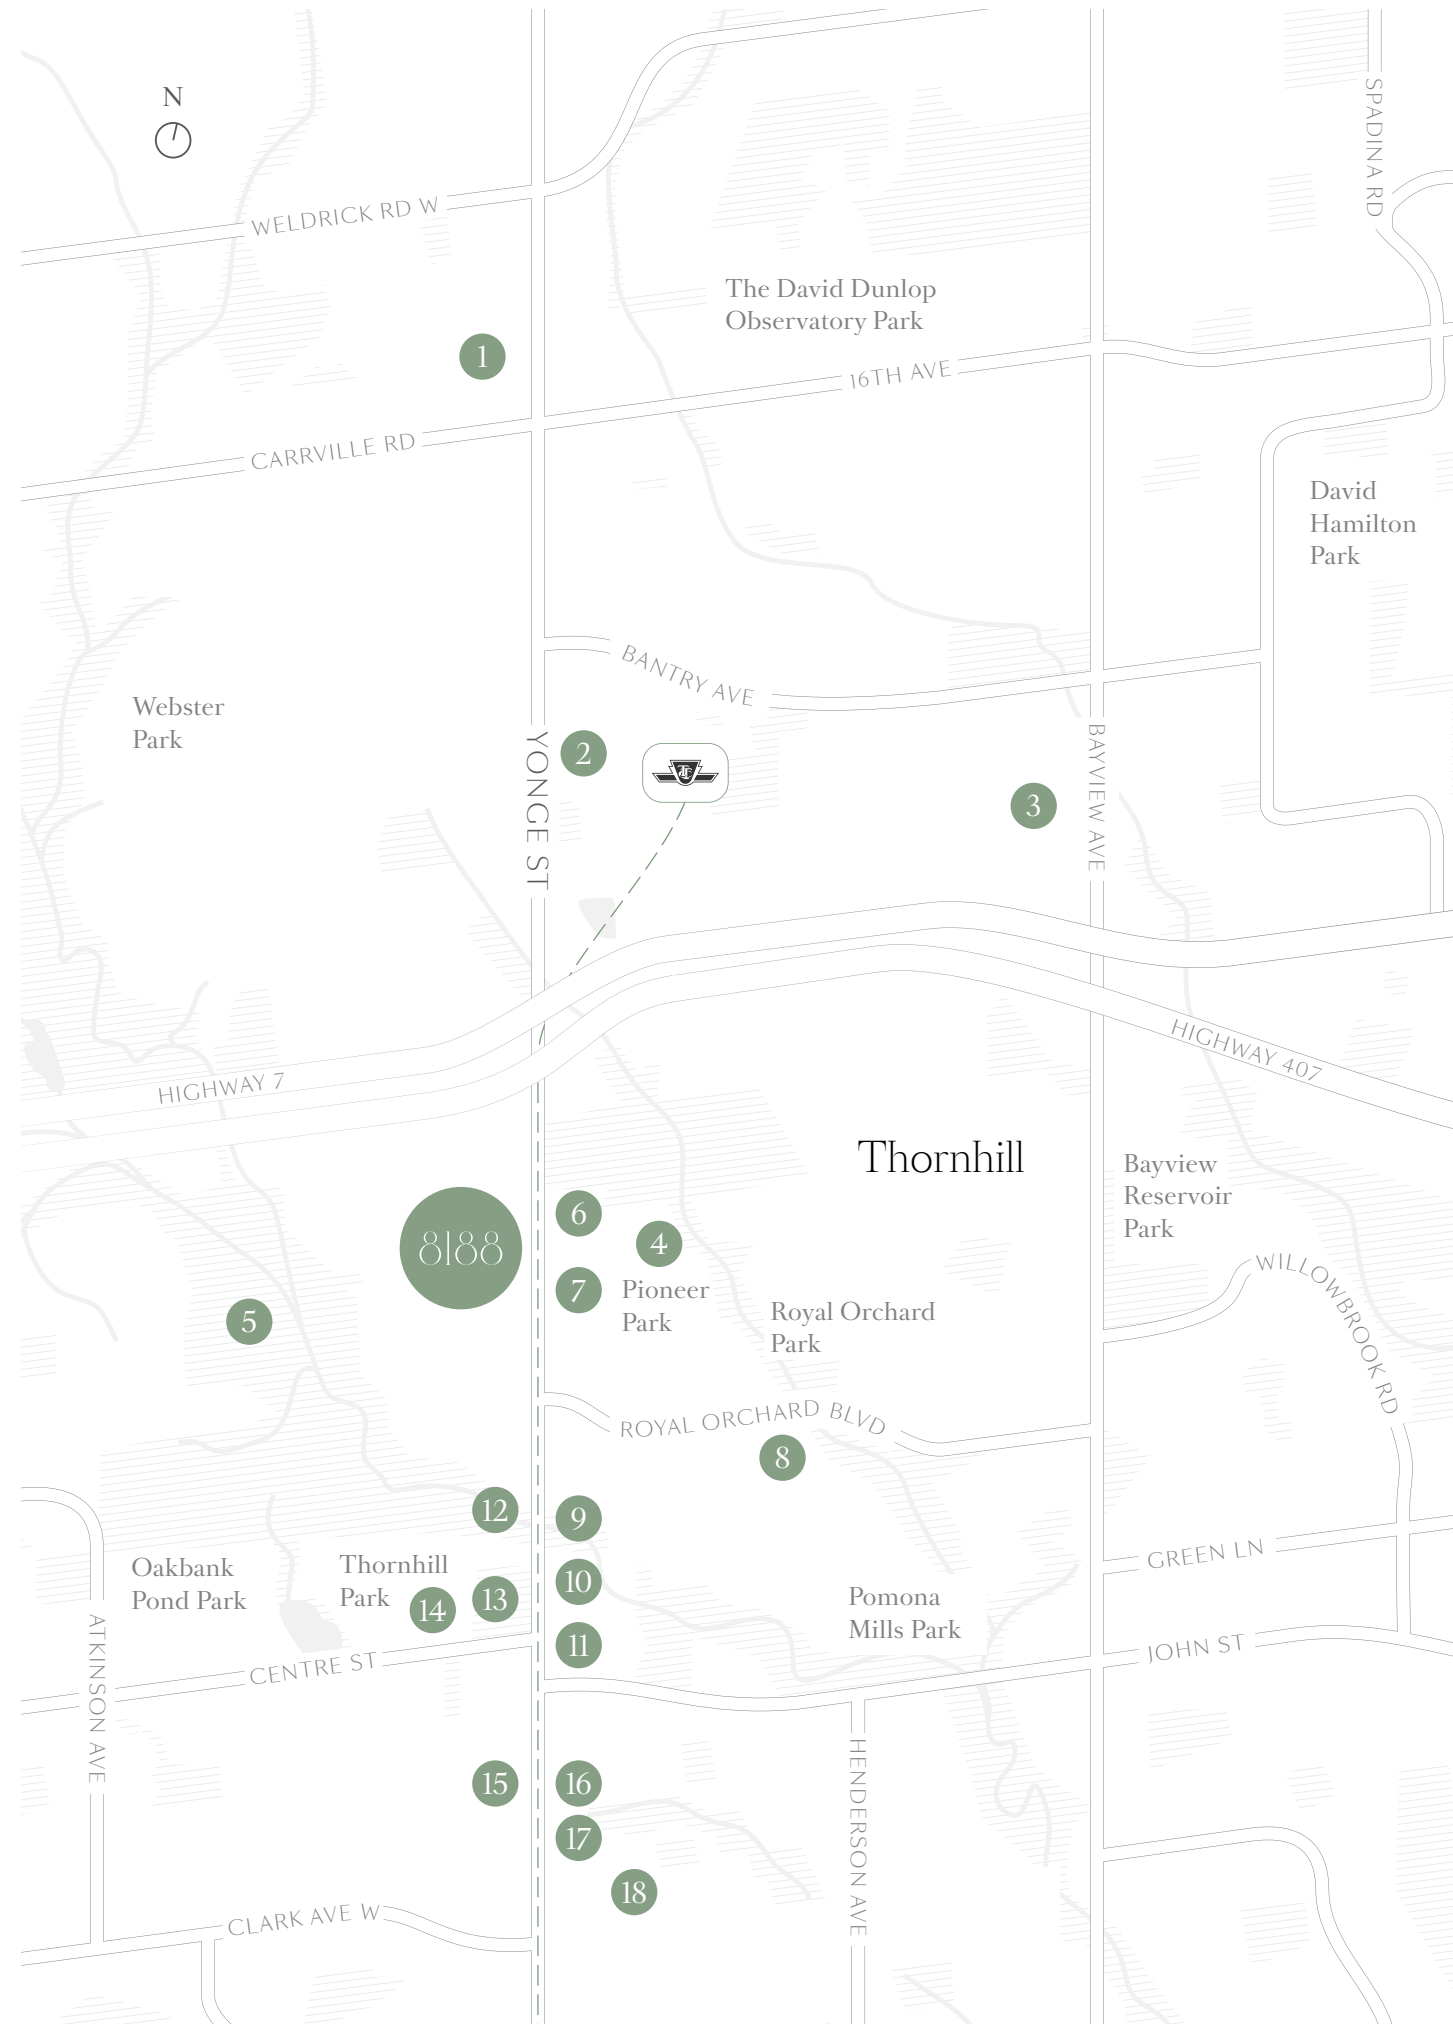 N
SPADINA RD
WELDRICK RD W
The David Dunlop
Observatory Park
1
16TH AVE
CARRVILLE RD
David
Hamilton
Park
BANTRY AVE
Webster
Park
YONGE ST
2
TTC
BAYVIEW AVE
3
HIGHWAY 7
HIGHWAY 407
Thornhill
Bayview
Reservoir
Park
6
8188
4
7
Pioneer
Park
5
Royal Orchard
Park
WILLOWBROOK RD
ROYAL ORCHARD BLVD
8
12
9
Oakbank
Pond Park
Thornhill
Park
10
13
14
Pomona
Mills Park
11
GREEN LN
ATKINSON AVE
CENTRE ST
JOHN ST
HENDERSON AVE
15
16
17
18
CLARK AVE W